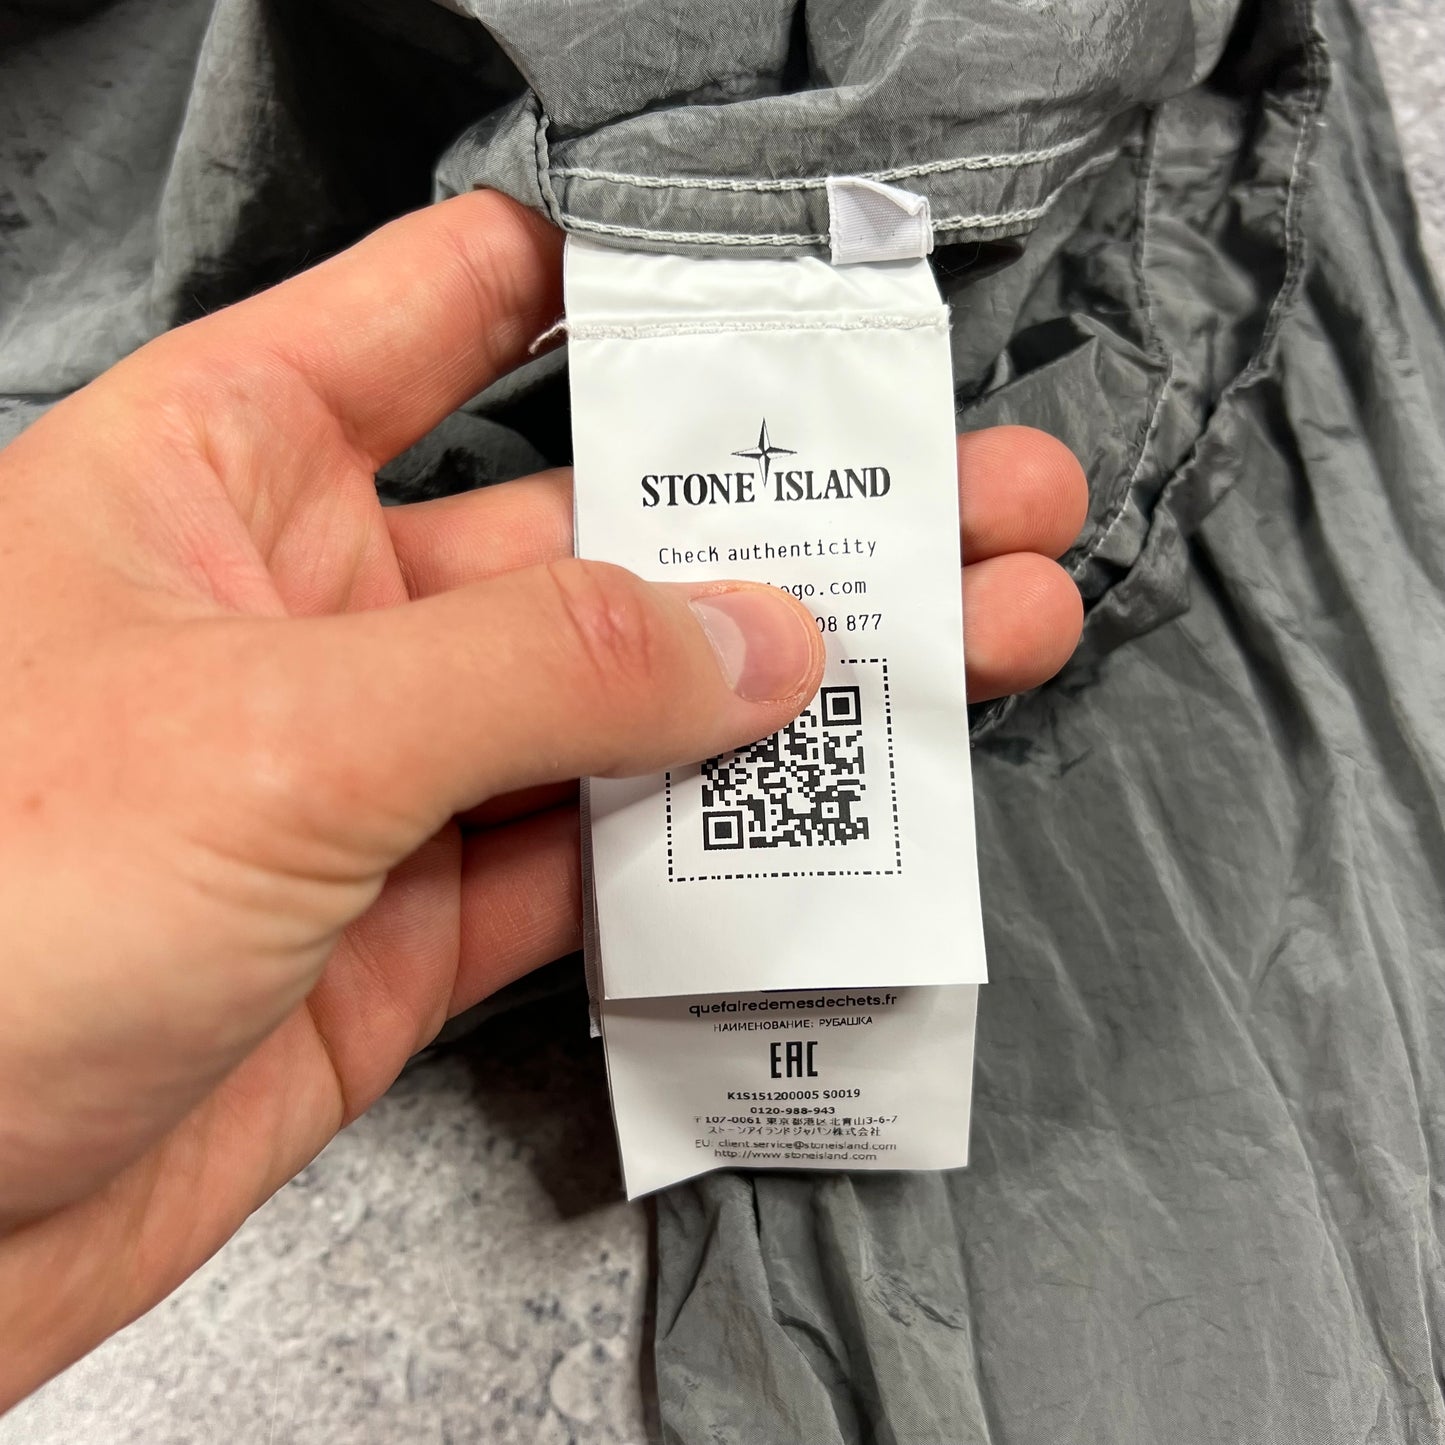 STONE ISLAND
Check authenticity
ogo.com
08 877
quefairedemesdechets.fr
НАИМЕНОВАНИЕ: РУБАШКА
EAC
K1S151200005 S0019
0120-988-943
〒107-0061 東京都港区北青山3-6-7
ストーンアイランドジャパン株式会社
EU: client.service@stoneisland.com
http://www.stoneisland.com